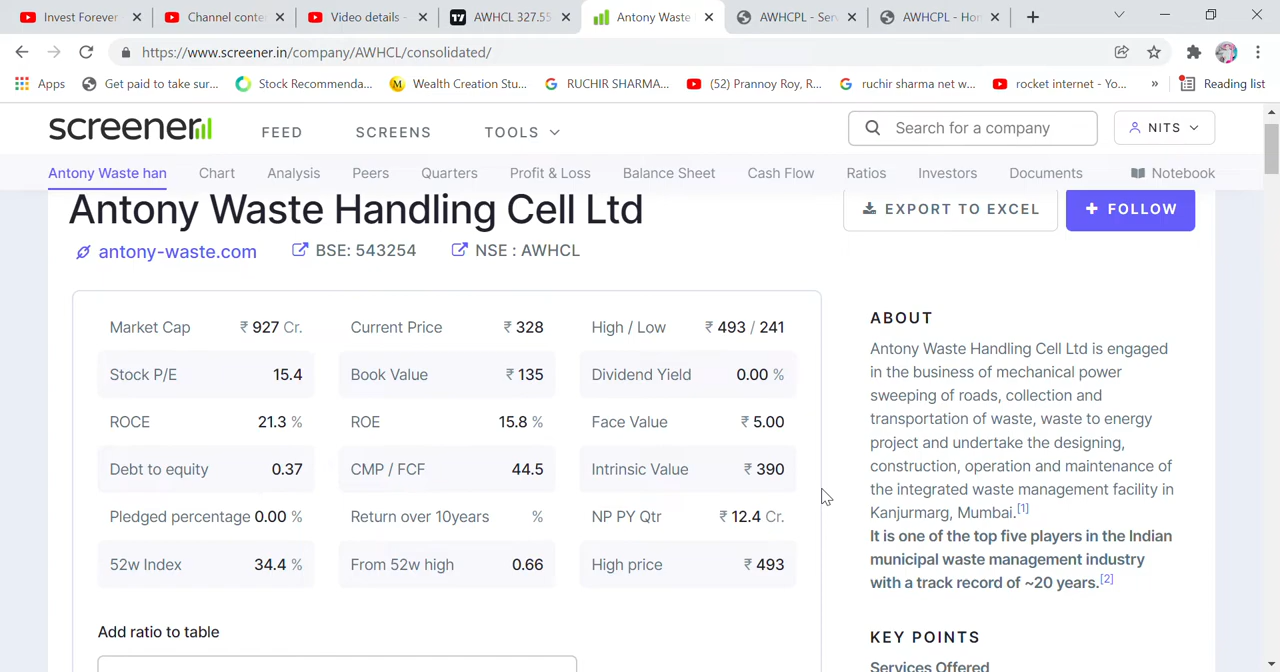 Invest Forever
Channel conte
Video details -
AWHCL 327.55
Antony Waste
AWHCPL - Ser
AWHCPL - Hor
https://www.screener.in/company/AWHCL/consolidated/
Apps
Get paid to take sur...
Stock Recommenda...
Wealth Creation Stu...
RUCHIR SHARMA...
(52) Prannoy Roy, R...
ruchir sharma net w...
rocket internet - Yo...
»
Reading list
screener
FEED
SCREENS
TOOLS
Search for a company
NITS
Antony Waste han
Chart
Analysis
Peers
Quarters
Profit & Loss
Balance Sheet
Cash Flow
Ratios
Investors
Documents
Notebook
Antony Waste Handling Cell Ltd
EXPORT TO EXCEL
+ FOLLOW
antony-waste.com
BSE: 543254
NSE : AWHCL
Market Cap ₹ 927 Cr.
Current Price ₹ 328
High / Low ₹ 493 / 241
Stock P/E 15.4
Book Value ₹ 135
Dividend Yield 0.00 %
ROCE 21.3 %
ROE 15.8 %
Face Value ₹ 5.00
Debt to equity 0.37
CMP / FCF 44.5
Intrinsic Value ₹ 390
Pledged percentage 0.00 %
Return over 10years %
NP PY Qtr ₹ 12.4 Cr.
52w Index 34.4 %
From 52w high 0.66
High price ₹ 493
Add ratio to table
ABOUT
Antony Waste Handling Cell Ltd is engaged
in the business of mechanical power
sweeping of roads, collection and
transportation of waste, waste to energy
project and undertake the designing,
construction, operation and maintenance of
the integrated waste management facility in
Kanjurmarg, Mumbai.[1]
It is one of the top five players in the Indian
municipal waste management industry
with a track record of ~20 years.[2]
KEY POINTS
Services Offered